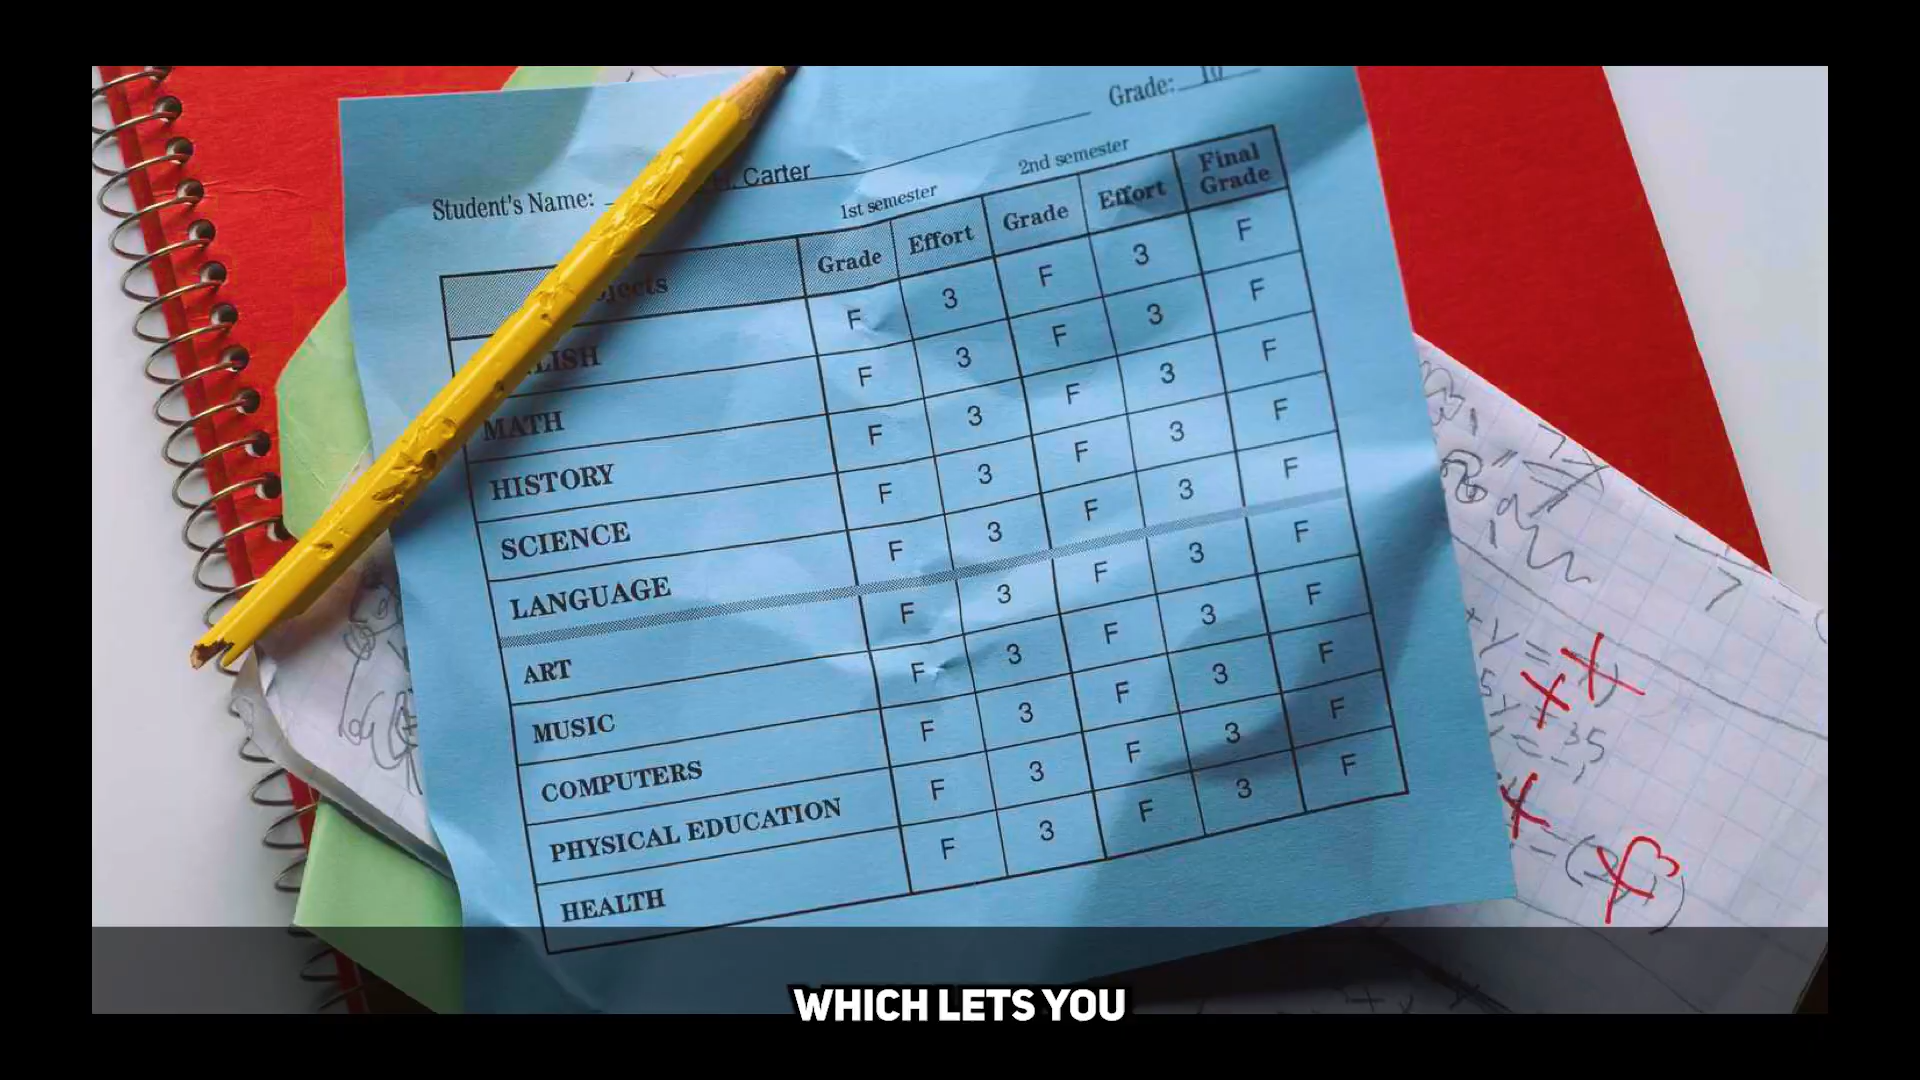 Grade: 10
Student's Name: Carter
1st semester 2nd semester
Grade Effort Grade Effort Final Grade
F 3 F 3 F
MATH F 3 F 3 F
HISTORY F 3 F 3 F
SCIENCE F 3 F 3 F
LANGUAGE F 3 F 3 F
ART F 3 F 3 F
MUSIC F 3 F 3 F
COMPUTERS F 3 F 3 F
PHYSICAL EDUCATION F 3 F 3 F
HEALTH F 3 F 3 F
WHICH LETS YOU